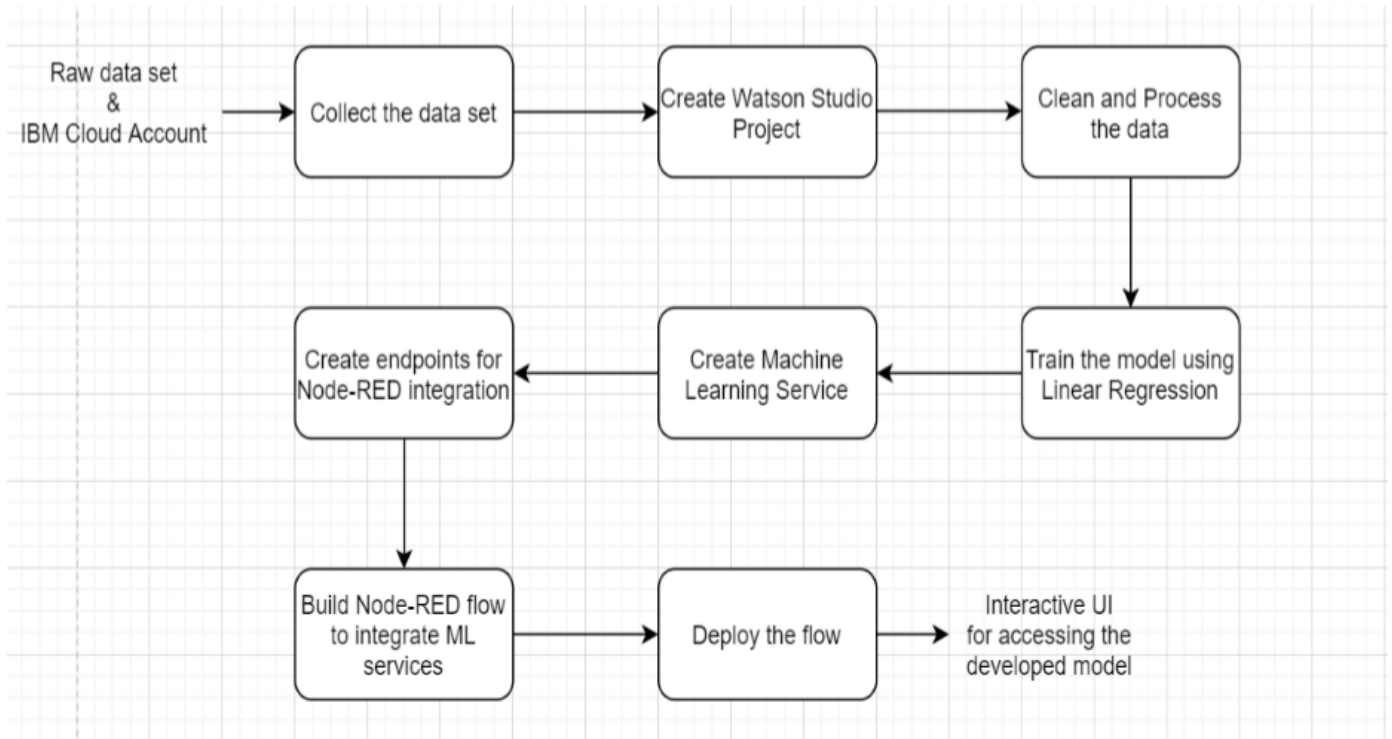 Raw data set
&
IBM Cloud Account
Collect the data set
Create Watson Studio
Project
Clean and Process
the data
Train the model using
Linear Regression
Create Machine
Learning Service
Create endpoints for
Node-RED integration
Build Node-RED flow
to integrate ML
services
Deploy the flow
Interactive UI
for accessing the
developed model